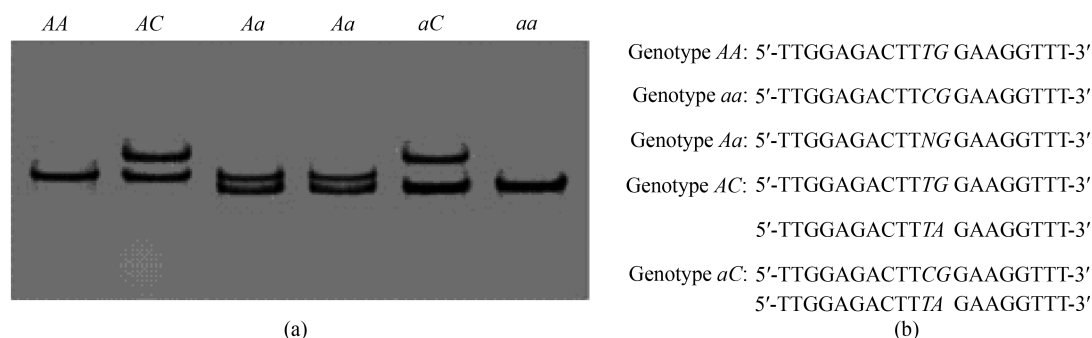 AA AC Aa Aa aC aa
Genotype AA: 5′-TTGGAGACTTTG GAAGGTTT-3′
Genotype aa: 5′-TTGGAGACTTCG GAAGGTTT-3′
Genotype Aa: 5′-TTGGAGACTTNG GAAGGTTT-3′
Genotype AC: 5′-TTGGAGACTTTG GAAGGTTT-3′
5′-TTGGAGACTTTA GAAGGTTT-3′
Genotype aC: 5′-TTGGAGACTTCG GAAGGTTT-3′
5′-TTGGAGACTTTA GAAGGTTT-3′
(a) (b)